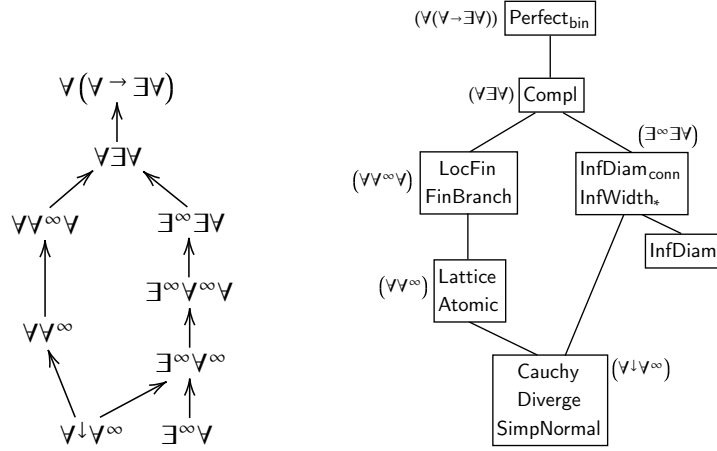 ∀(∀→∃∀)
∀∃∀
∀∀^∞∀
∃^∞∃∀
∃^∞∀^∞∀
∀∀^∞
∃^∞∀^∞
∀↓∀^∞
∃^∞∀
(∀(∀→∃∀))
Perfect_bin
(∀∃∀)
Compl
(∃^∞∃∀)
(∀∀^∞∀)
LocFin
FinBranch
InfDiam_conn
InfWidth_*
InfDiam
(∀∀^∞)
Lattice
Atomic
(∀↓∀^∞)
Cauchy
Diverge
SimpNormal